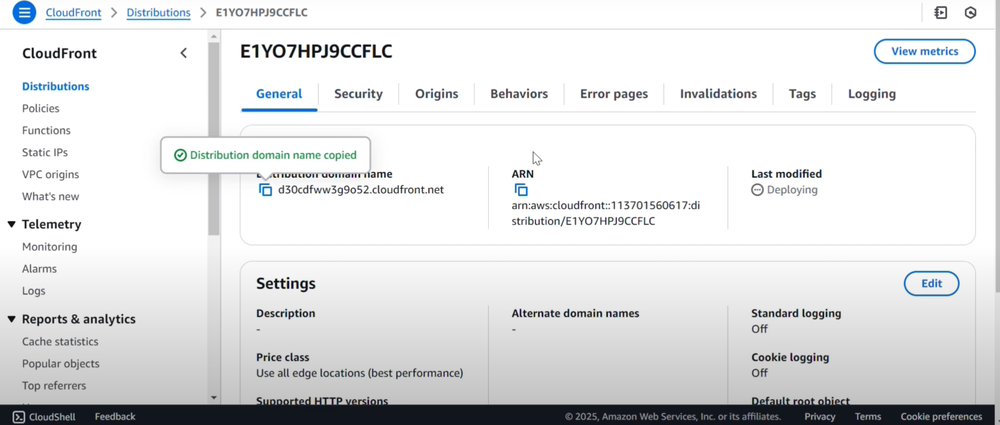 CloudFront > Distributions > E1YO7HPJ9CCFLC
CloudFront
Distributions
Policies
Functions
Static IPs
VPC origins
What's new
Telemetry
Monitoring
Alarms
Logs
Reports & analytics
Cache statistics
Popular objects
Top referrers
E1YO7HPJ9CCFLC
View metrics
General
Security
Origins
Behaviors
Error pages
Invalidations
Tags
Logging
Distribution domain name copied
Distribution domain name
d30cdfww3g9o52.cloudfront.net
ARN
arn:aws:cloudfront::113701560617:di
stribution/E1YO7HPJ9CCFLC
Last modified
Deploying
Settings
Edit
Description
-
Price class
Use all edge locations (best performance)
Supported HTTP versions
Alternate domain names
-
Standard logging
Off
Cookie logging
Off
Default root object
CloudShell
Feedback
© 2025, Amazon Web Services, Inc. or its affiliates.
Privacy
Terms
Cookie preferences